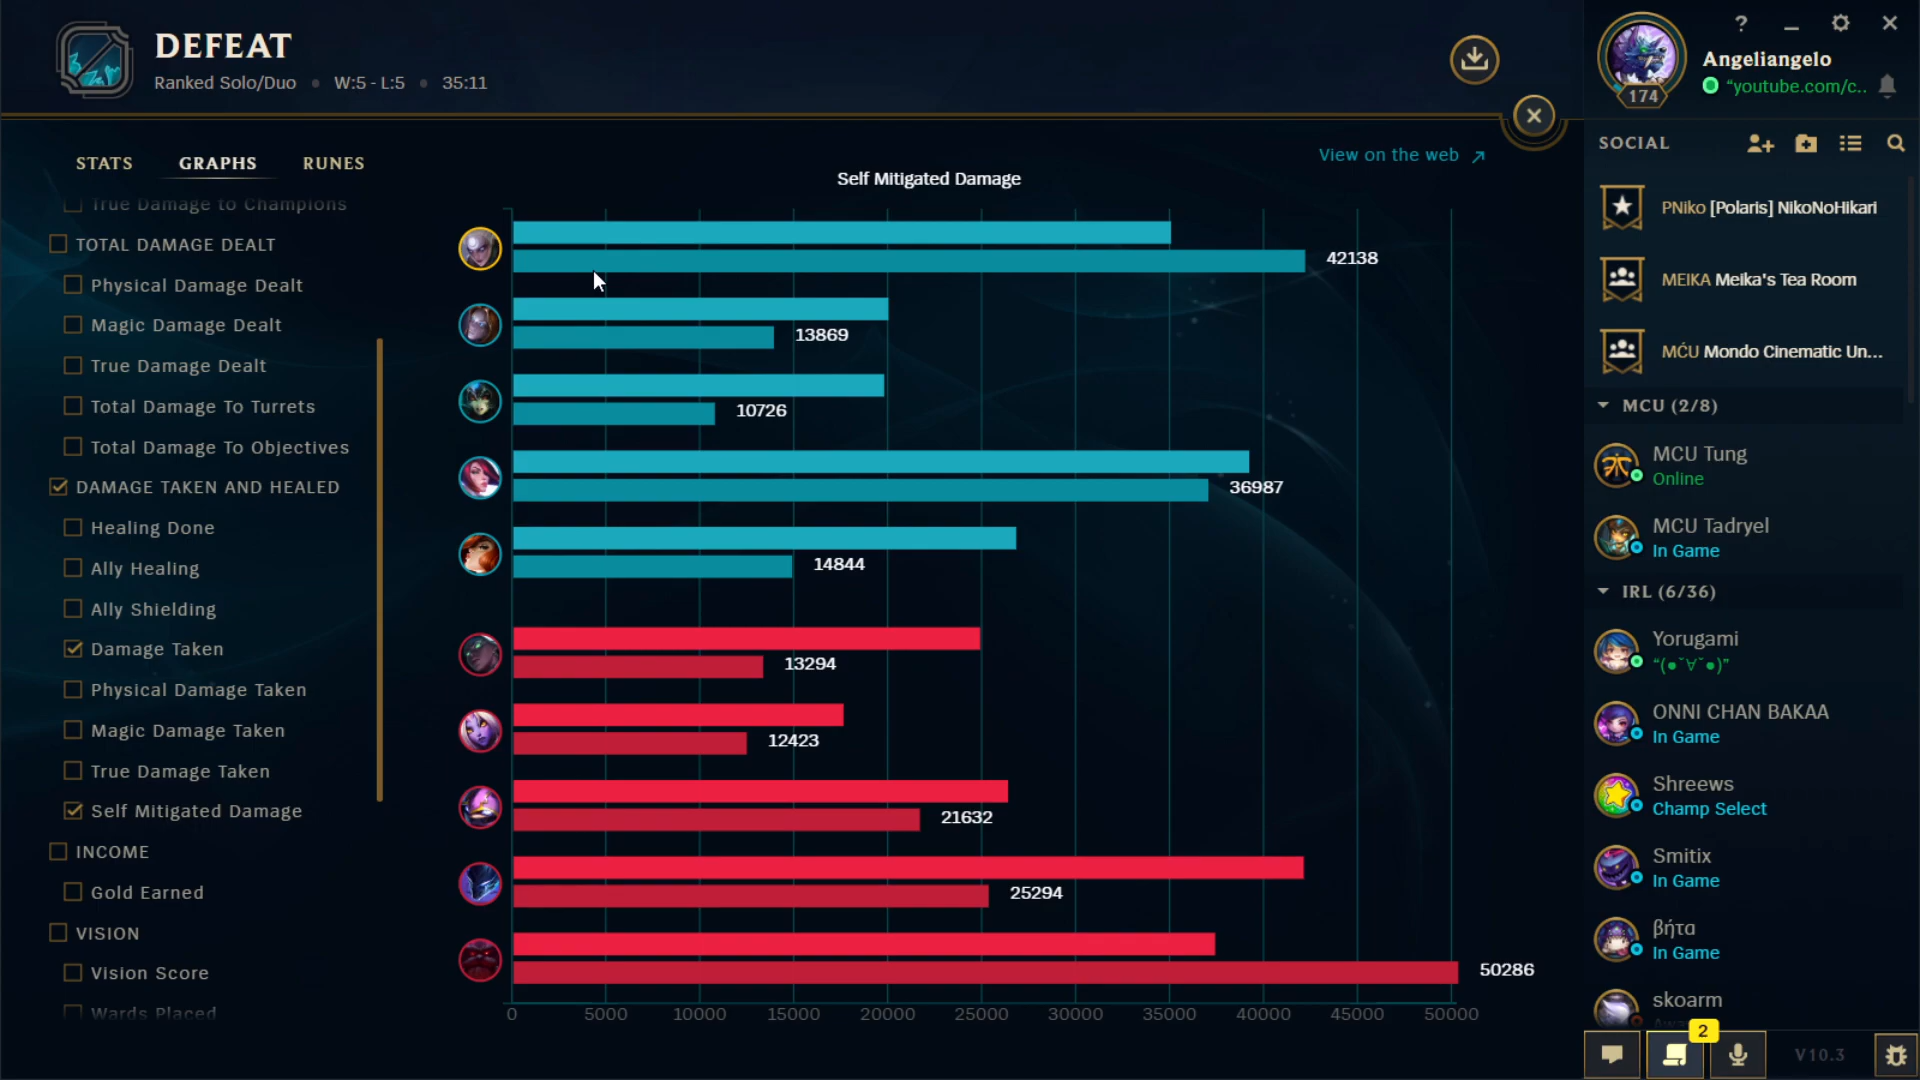 DEFEAT
Ranked Solo/Duo • W:5 - L:5 • 35:11
STATS GRAPHS RUNES
View on the web
Self Mitigated Damage
True Damage to Champions
TOTAL DAMAGE DEALT
Physical Damage Dealt
Magic Damage Dealt
True Damage Dealt
Total Damage To Turrets
Total Damage To Objectives
DAMAGE TAKEN AND HEALED
Healing Done
Ally Healing
Ally Shielding
Damage Taken
Physical Damage Taken
Magic Damage Taken
True Damage Taken
Self Mitigated Damage
INCOME
Gold Earned
VISION
Vision Score
Wards Placed
42138
13869
10726
36987
14844
13294
12423
21632
25294
50286
0 5000 10000 15000 20000 25000 30000 35000 40000 45000 50000
?
174
Angeliangelo
“youtube.com/c..
SOCIAL
PNiko [Polaris] NikoNoHikari
MEIKA Meika's Tea Room
MĊU Mondo Cinematic Un...
MCU (2/8)
MCU Tung
Online
MCU Tadryel
In Game
IRL (6/36)
Yorugami
“(●ˇ∀ˇ●)”
ONNI CHAN BAKAA
In Game
Shreews
Champ Select
Smitix
In Game
βήτα
In Game
skoarm
2
V10.3